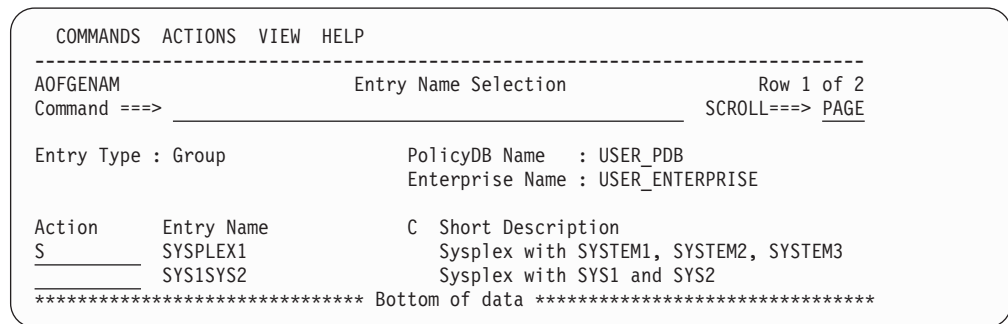 COMMANDS  ACTIONS  VIEW  HELP
-------------------------------------------------------------------------------
AOFGENAM                      Entry Name Selection                  Row 1 of 2
Command ===>                                                   SCROLL===> PAGE
Entry Type : Group                 PolicyDB Name   : USER_PDB
Enterprise Name : USER_ENTERPRISE
Action      Entry Name             C  Short Description
S           SYSPLEX1                  Sysplex with SYSTEM1, SYSTEM2, SYSTEM3
SYS1SYS2                  Sysplex with SYS1 and SYS2
******************************* Bottom of data ********************************